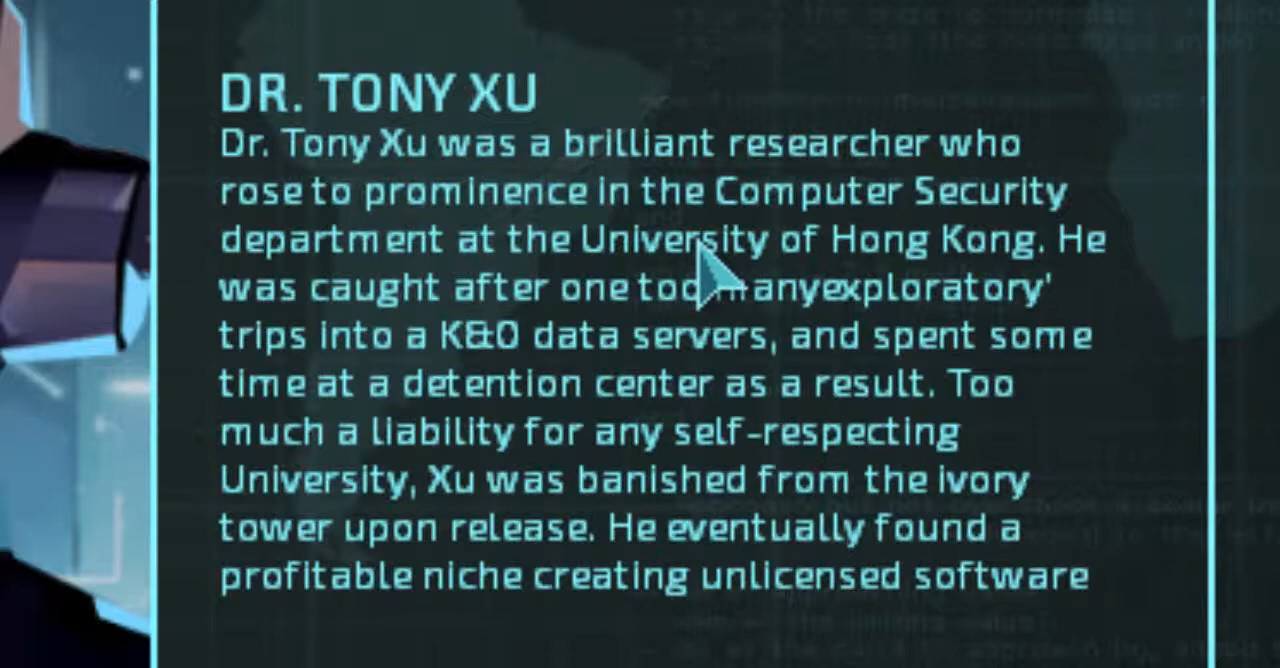 DR. TONY XU
Dr. Tony Xu was a brilliant researcher who
rose to prominence in the Computer Security
department at the University of Hong Kong. He
was caught after one too manyexploratory'
trips into a K&O data servers, and spent some
time at a detention center as a result. Too
much a liability for any self-respecting
University, Xu was banished from the ivory
tower upon release. He eventually found a
profitable niche creating unlicensed software